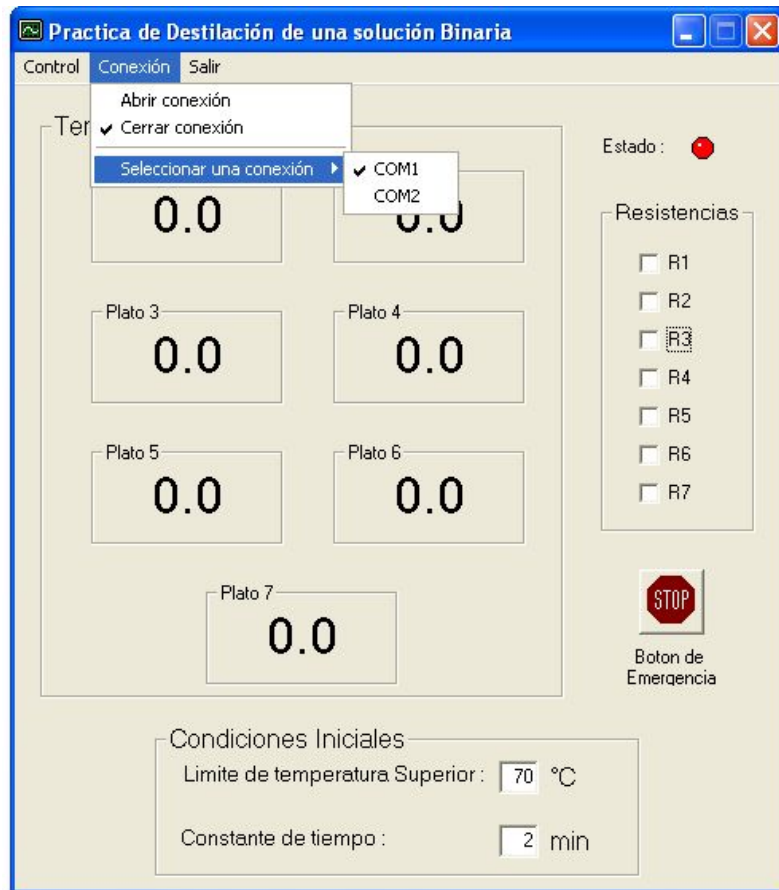 Practica de Destilación de una solución Binaria
Control Conexión Salir
Abrir conexión
Cerrar conexión
Seleccionar una conexión
COM1
COM2
Estado :
0.0 0.0
Plato 3 Plato 4
0.0 0.0
Plato 5 Plato 6
0.0 0.0
Plato 7
0.0
Resistencias
R1
R2
R3
R4
R5
R6
R7
STOP
Boton de
Emergencia
Condiciones Iniciales
Limite de temperatura Superior : 70 °C
Constante de tiempo : 2 min